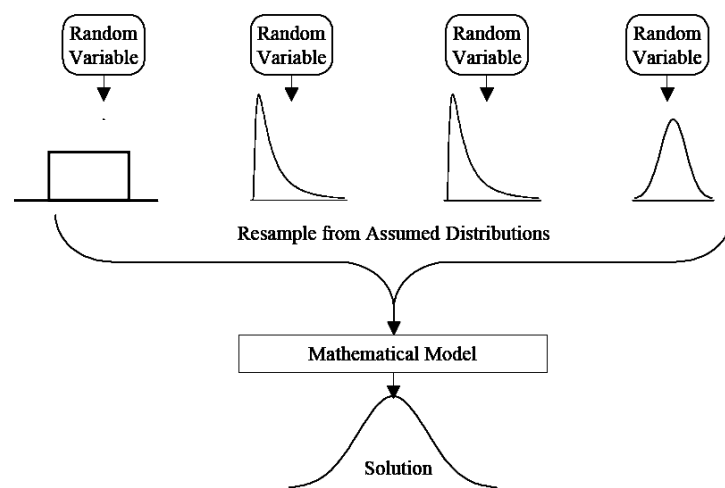 Random
Variable
Random
Variable
Random
Variable
Random
Variable
Resample from Assumed Distributions
Mathematical Model
Solution